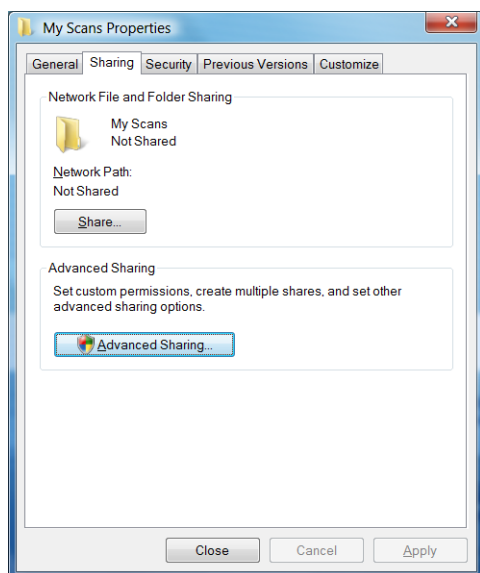 My Scans Properties
General Sharing Security Previous Versions Customize
Network File and Folder Sharing
My Scans
Not Shared
Network Path:
Not Shared
Share...
Advanced Sharing
Set custom permissions, create multiple shares, and set other
advanced sharing options.
Advanced Sharing...
Close Cancel Apply